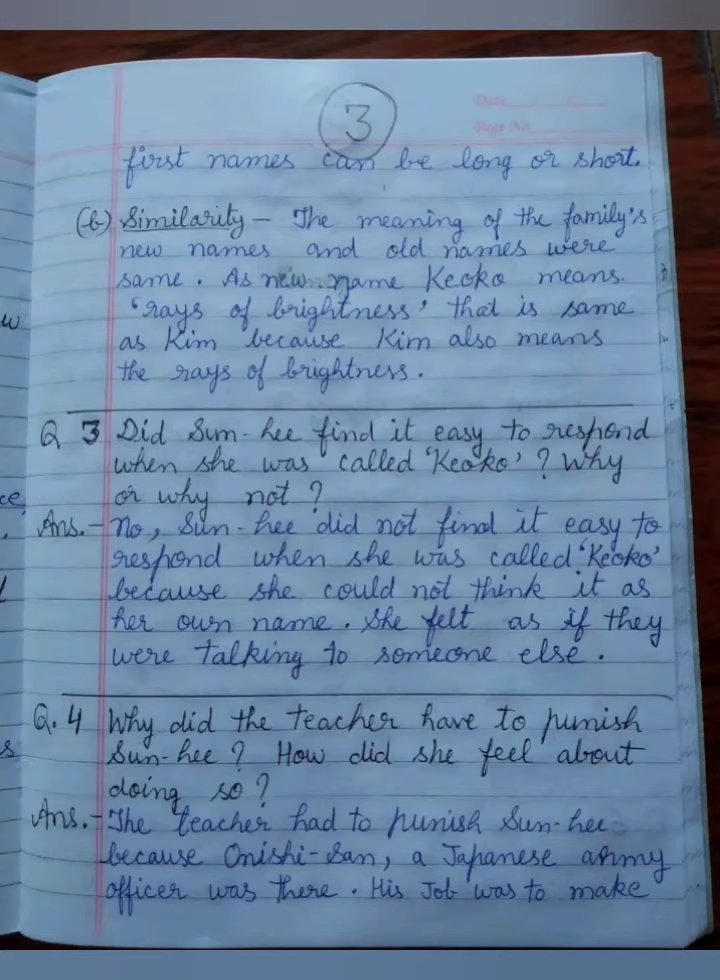 3
Date
Page No.
first names can be long or short.
(b) Similarity – The meaning of the family's
new names and old names were
same. As new name Keoko means
'rays of brightness' that is same
as Kim because Kim also means
the rays of brightness.
Q 3 Did Sun-hee find it easy to respond
when she was called 'Keoko'? Why
or why not?
Ans.- No, Sun-hee did not find it easy to
respond when she was called 'Keoko'
because she could not think it as
her own name. She felt as if they
were talking to someone else.
Q.4 Why did the teacher have to punish
Sun-hee? How did she feel about
doing so?
Ans.- The teacher had to punish Sun-hee
because Onishi-San, a Japanese army
officer was there. His Job was to make
w
ce
s